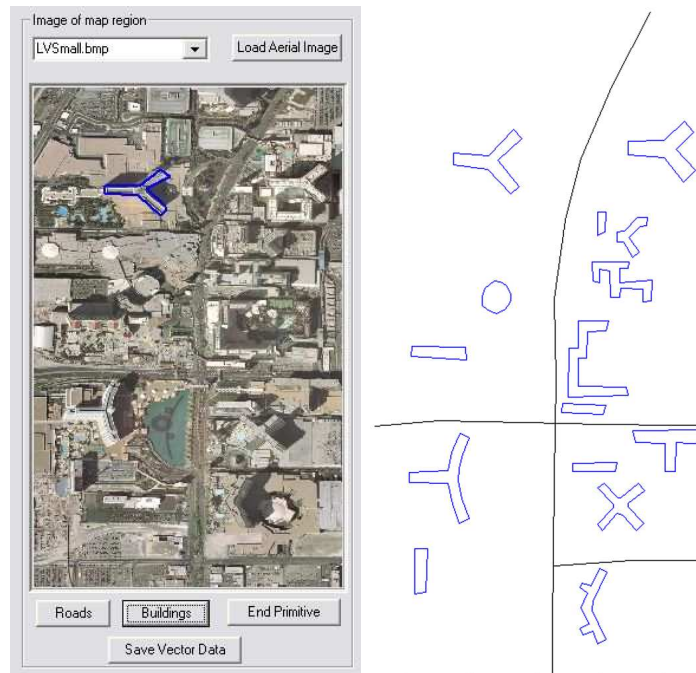 Image of map region
LVSmall.bmp
Load Aerial Image
Roads
Buildings
End Primitive
Save Vector Data